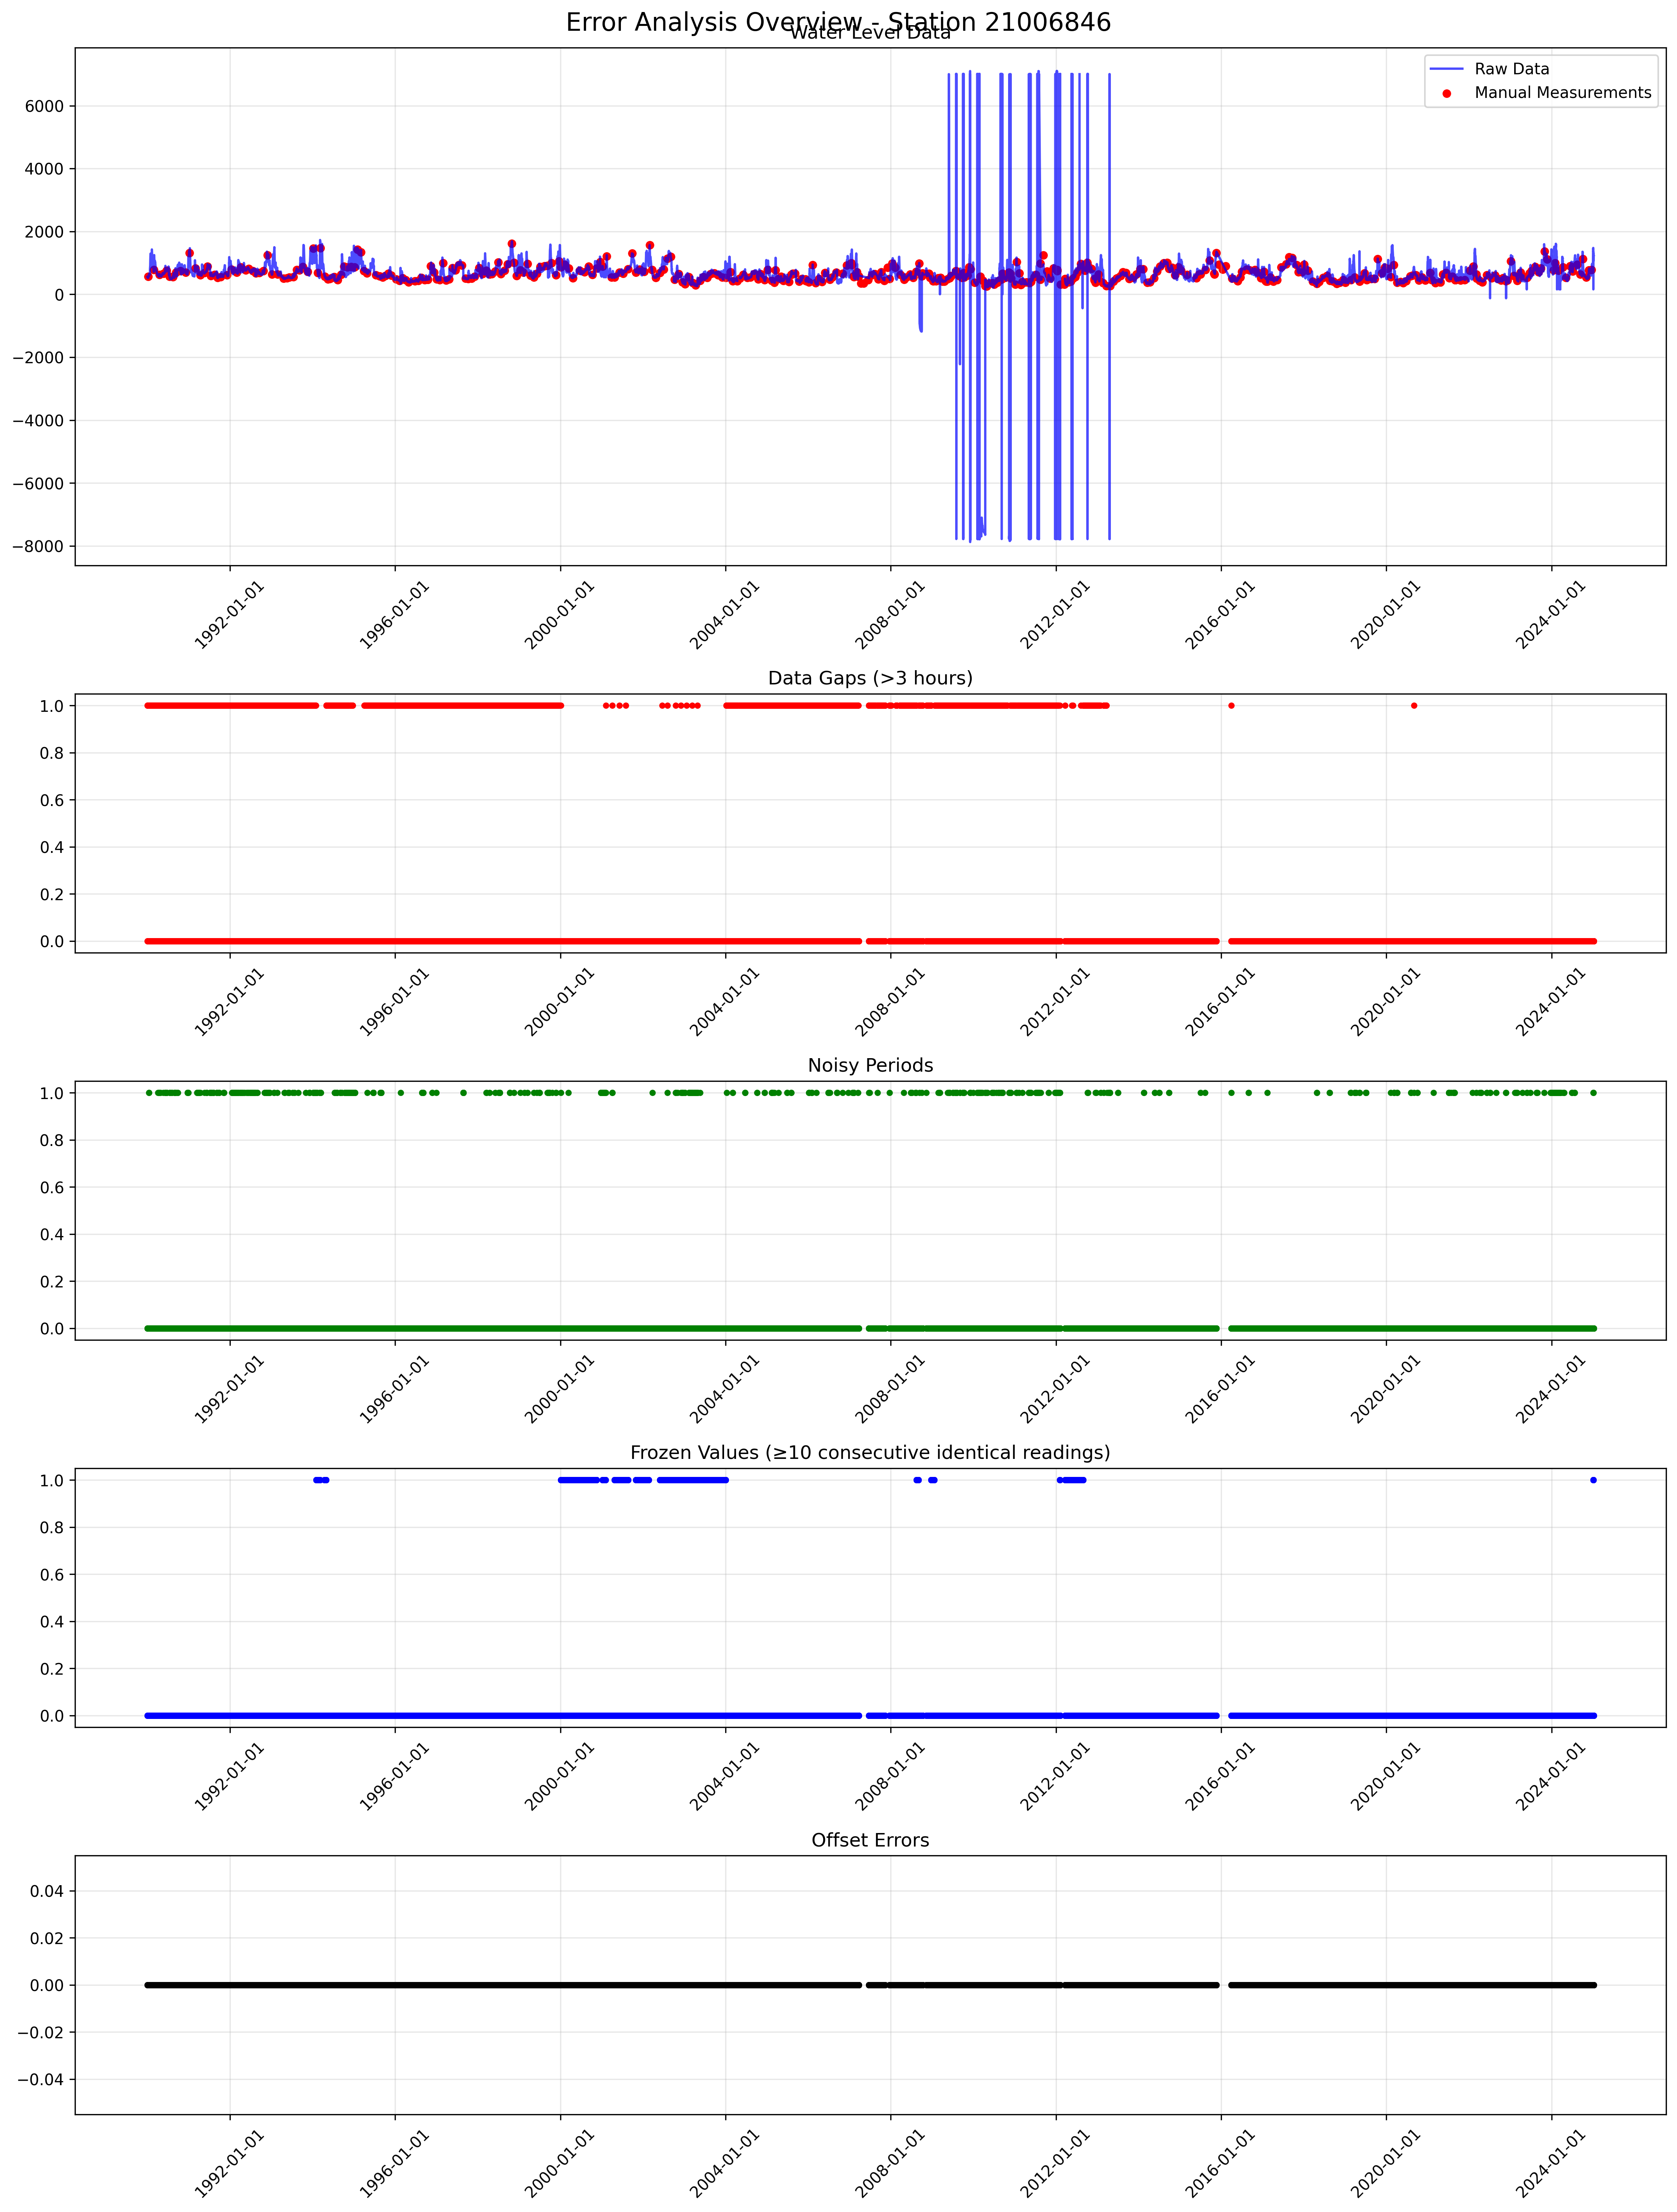 Error Analysis Overview - Station 21006846
Water Level Data
Raw Data
Manual Measurements
6000
4000
2000
0
−2000
−4000
−6000
−8000
1992-01-01 1996-01-01 2000-01-01 2004-01-01 2008-01-01 2012-01-01 2016-01-01 2020-01-01 2024-01-01
Data Gaps (>3 hours)
1.0
0.8
0.6
0.4
0.2
0.0
1992-01-01 1996-01-01 2000-01-01 2004-01-01 2008-01-01 2012-01-01 2016-01-01 2020-01-01 2024-01-01
Noisy Periods
1.0
0.8
0.6
0.4
0.2
0.0
1992-01-01 1996-01-01 2000-01-01 2004-01-01 2008-01-01 2012-01-01 2016-01-01 2020-01-01 2024-01-01
Frozen Values (≥10 consecutive identical readings)
1.0
0.8
0.6
0.4
0.2
0.0
1992-01-01 1996-01-01 2000-01-01 2004-01-01 2008-01-01 2012-01-01 2016-01-01 2020-01-01 2024-01-01
Offset Errors
0.04
0.02
0.00
−0.02
−0.04
1992-01-01 1996-01-01 2000-01-01 2004-01-01 2008-01-01 2012-01-01 2016-01-01 2020-01-01 2024-01-01